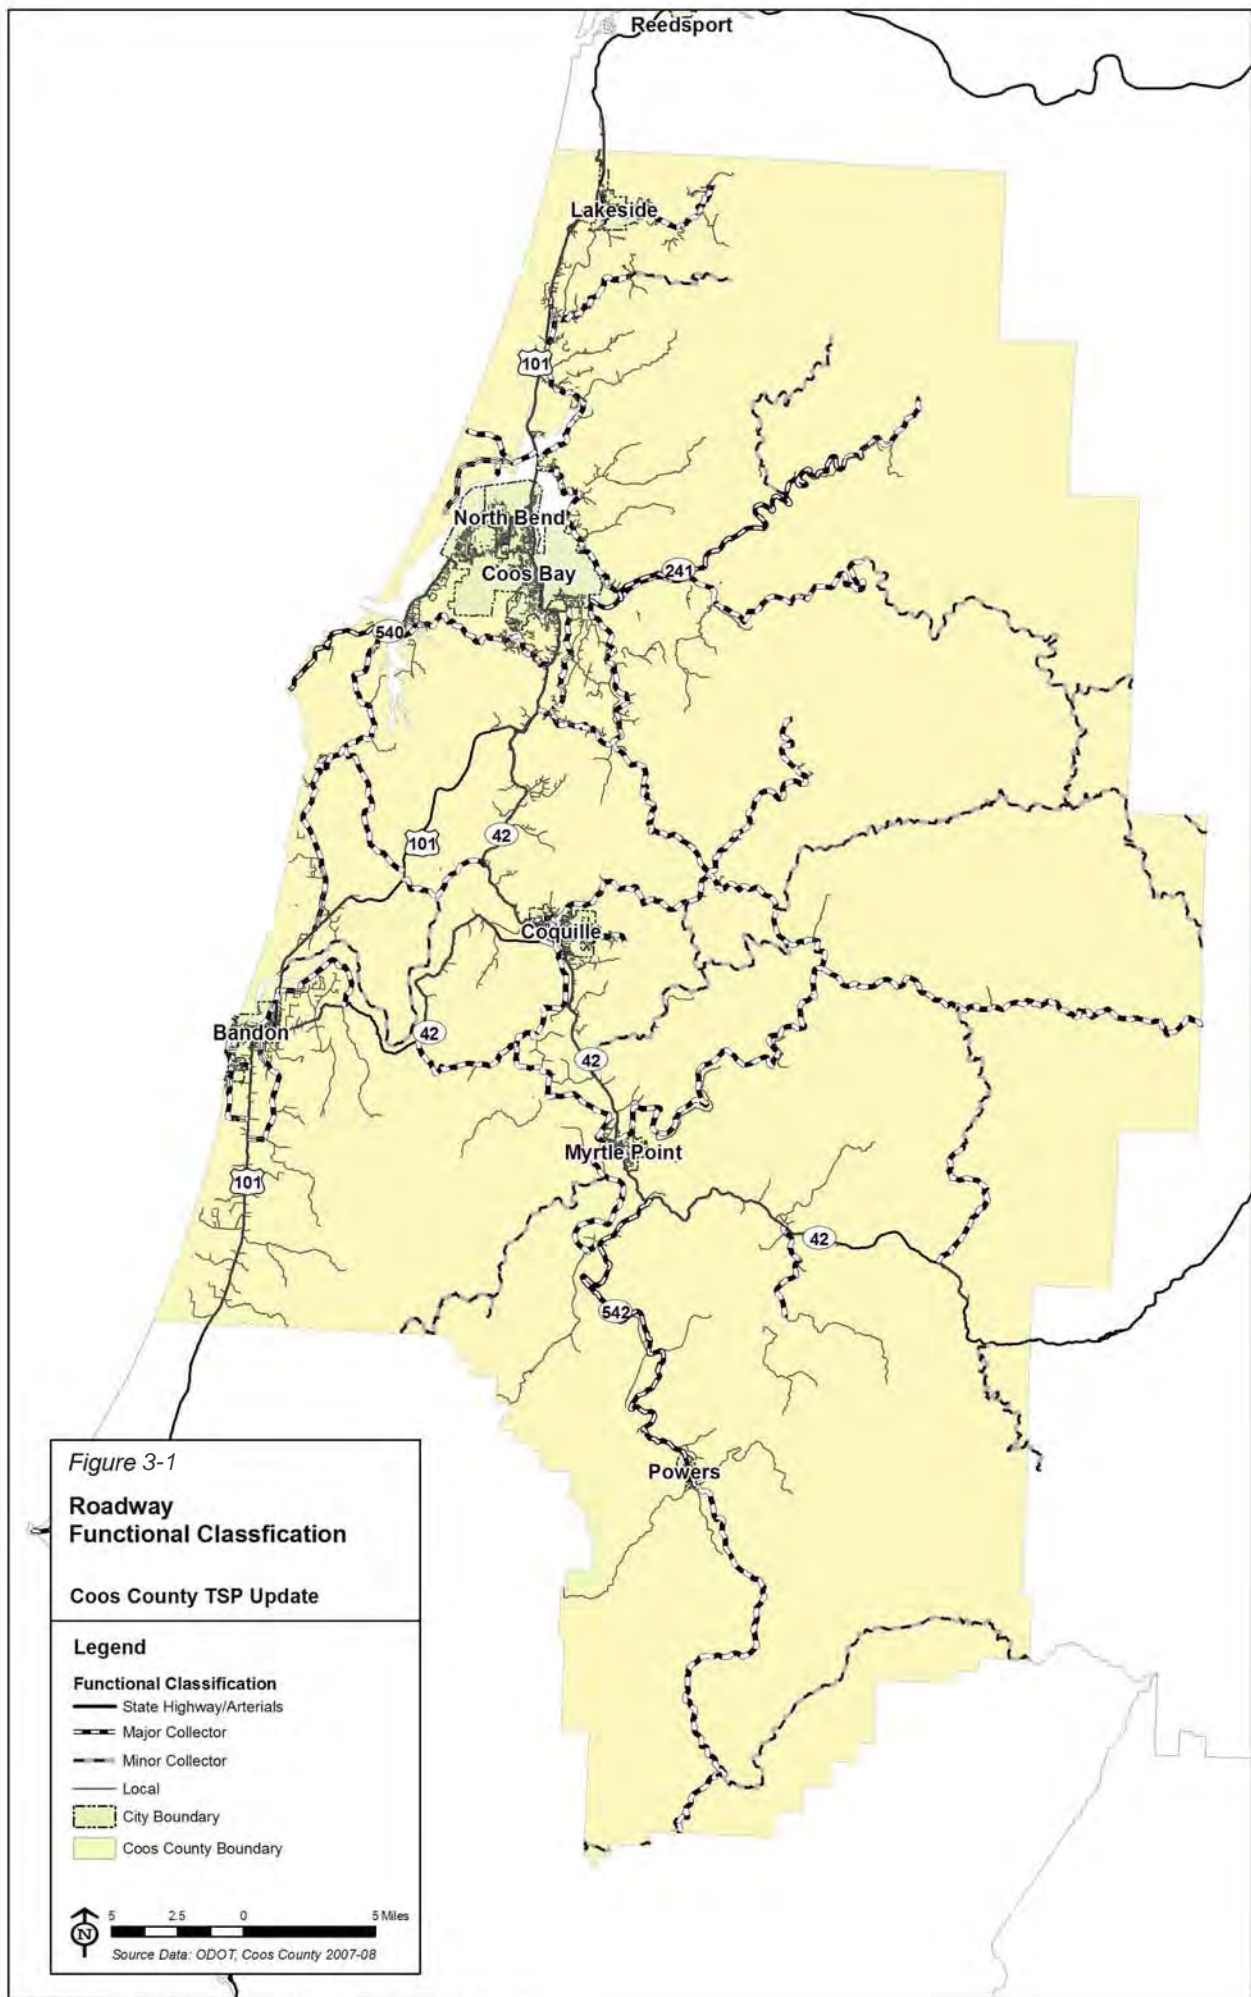 Reedsport
Lakeside
101
North Bend
Coos Bay
241
540
101
42
Coquille
Bandon
42
42
Myrtle Point
101
42
542
Powers
Figure 3-1
Roadway
Functional Classfication
Coos County TSP Update
Legend
Functional Classification
State Highway/Arterials
Major Collector
Minor Collector
Local
City Boundary
Coos County Boundary
N
5 2.5 0 5 Miles
Source Data: ODOT, Coos County 2007-08